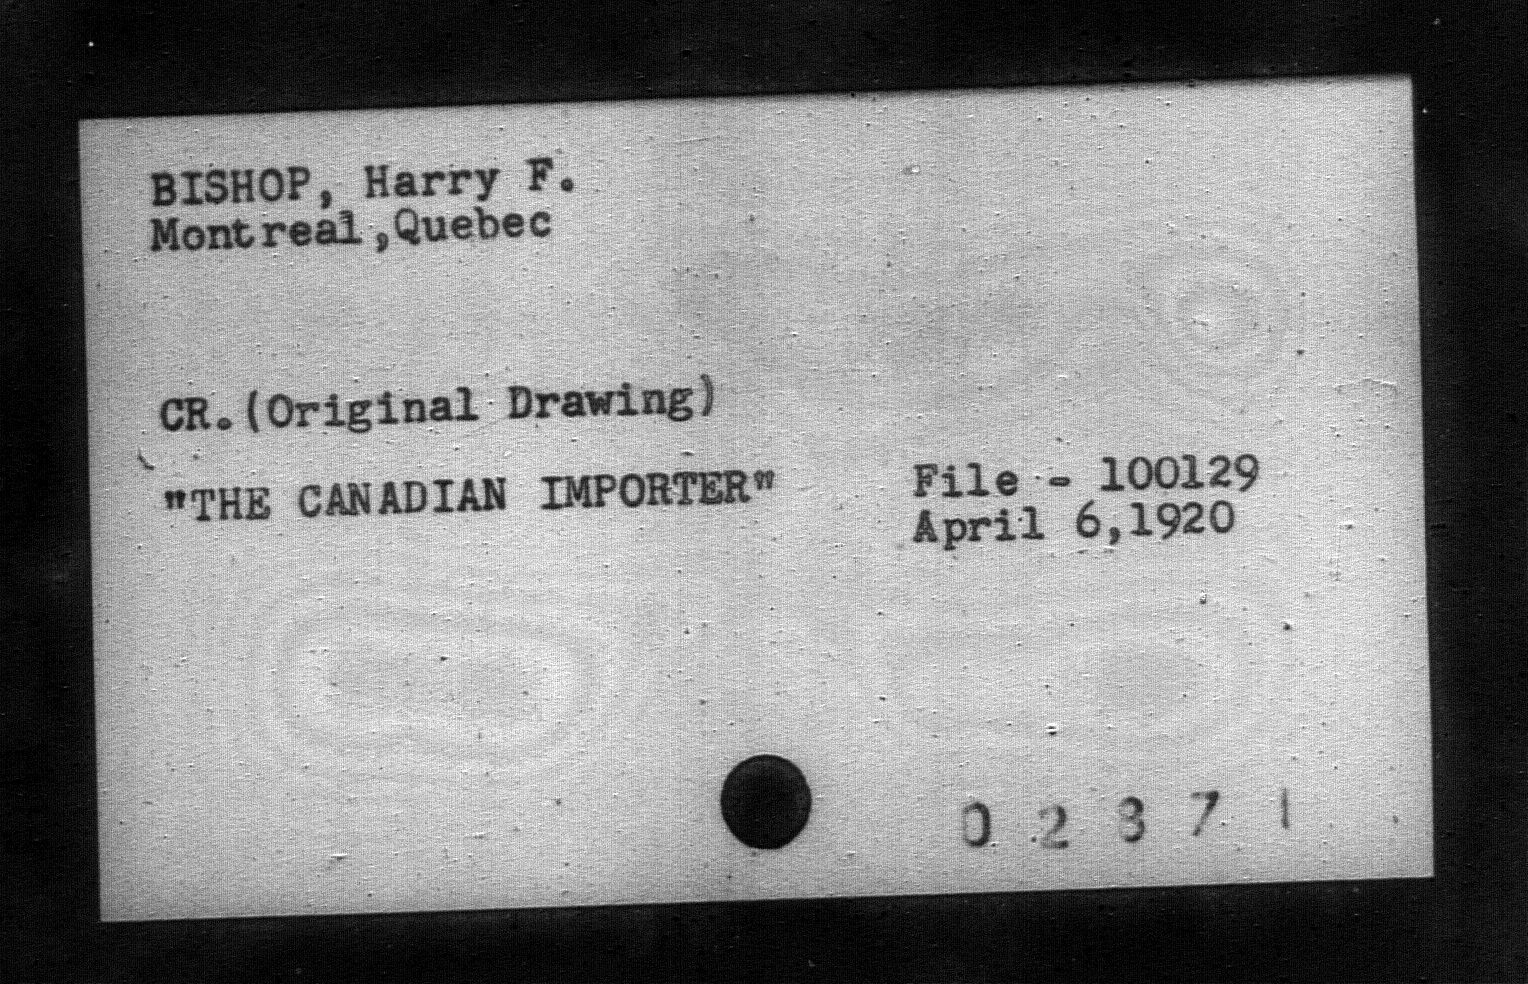 BISHOP, Harry F.
Montreal,Quebec
CR.(Original Drawing)
"THE CANADIAN IMPORTER"
File - 100129
April 6,1920
0 2 3 7 1